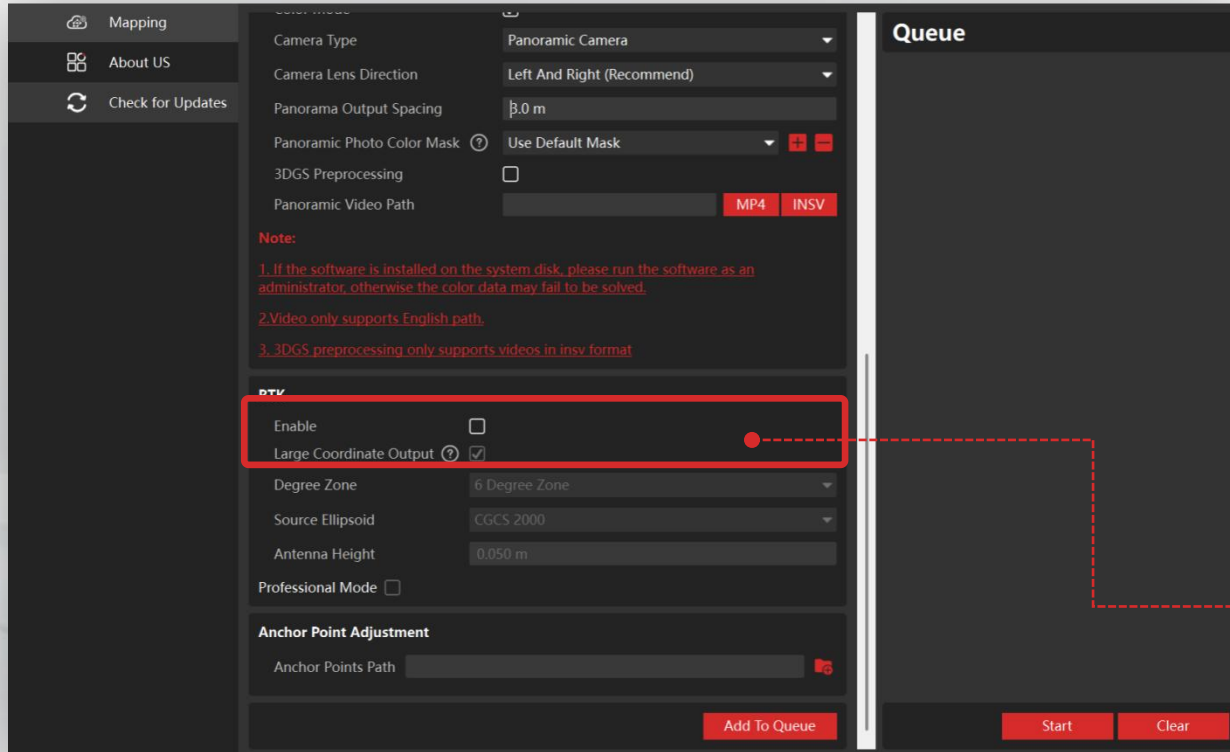 Mapping
About US
Check for Updates
Color Mode
Camera Type
Panoramic Camera
Camera Lens Direction
Left And Right (Recommend)
Panorama Output Spacing
3.0 m
Panoramic Photo Color Mask ?
Use Default Mask
3DGS Preprocessing
Panoramic Video Path
MP4
INSV
Note:
1. If the software is installed on the system disk, please run the software as an
administrator, otherwise the color data may fail to be solved.
2.Video only supports English path.
3. 3DGS preprocessing only supports videos in insv format
RTK
Enable
Large Coordinate Output ?
Degree Zone
6 Degree Zone
Source Ellipsoid
CGCS 2000
Antenna Height
0.050 m
Professional Mode
Anchor Point Adjustment
Anchor Points Path
Add To Queue
Queue
Start
Clear